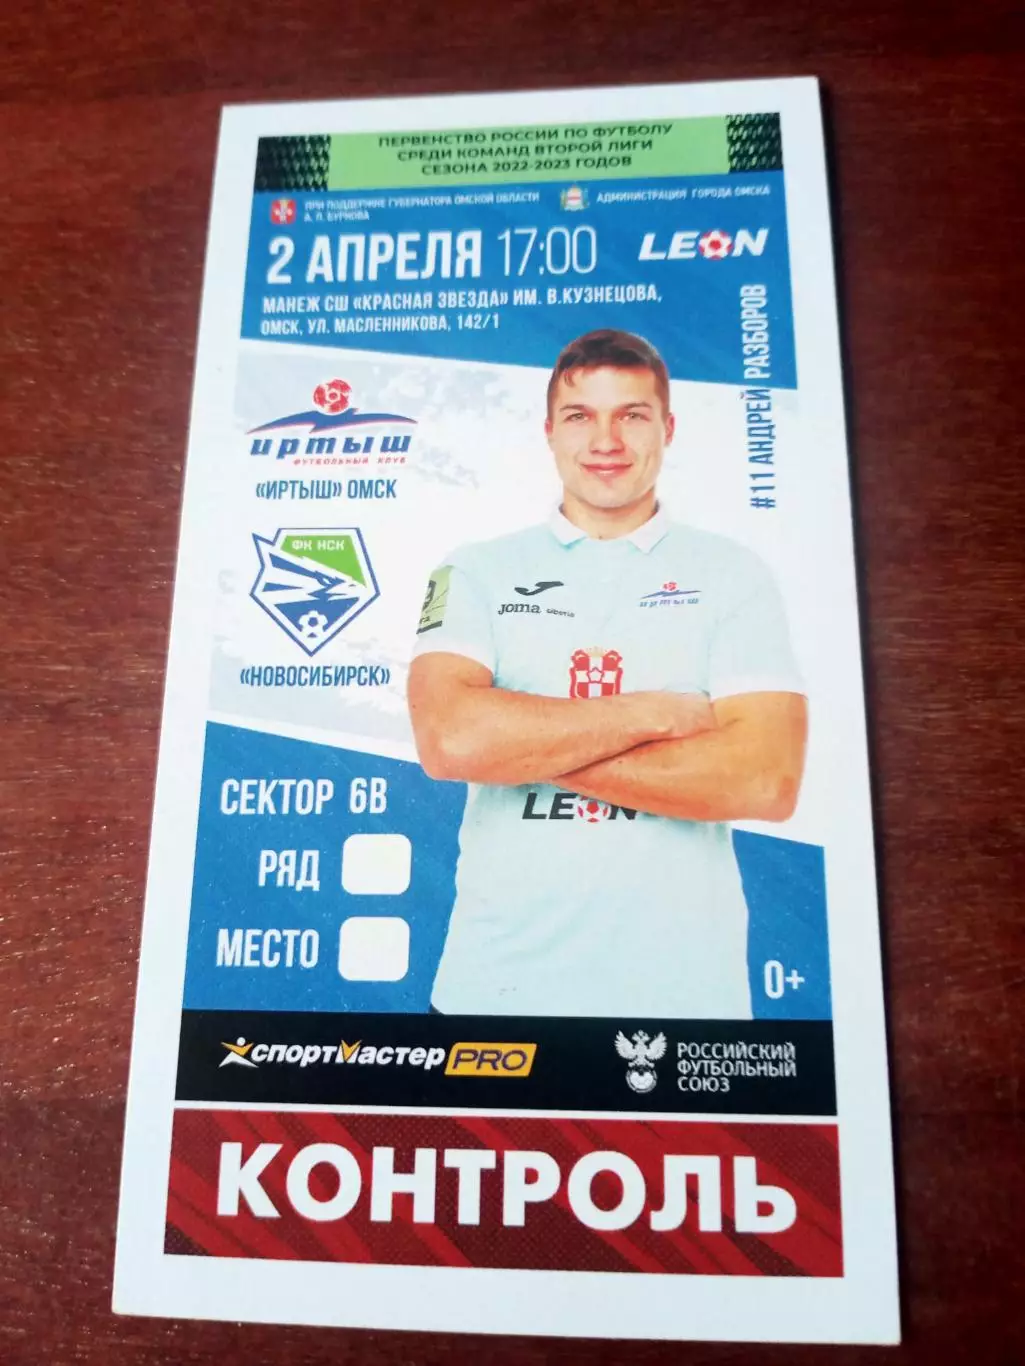 ПЕРВЕНСТВО РОССИИ ПО ФУТБОЛУ
СРЕДИ КОМАНД ВТОРОЙ ЛИГИ
СЕЗОНА 2022-2023 ГОДОВ
ПРИ ПОДДЕРЖКЕ ГУБЕРНАТОРА ОМСКОЙ ОБЛАСТИ
А. Л. БУРКОВА
АДМИНИСТРАЦИЯ ГОРОДА ОМСКА
2 АПРЕЛЯ 17:00
LEON
МАНЕЖ СШ «КРАСНАЯ ЗВЕЗДА» ИМ. В.КУЗНЕЦОВА,
ОМСК, УЛ. МАСЛЕННИКОВА, 142/1
#11 АНДРЕЙ РАЗБОРОВ
ИРТЫШ
ФУТБОЛЬНЫЙ КЛУБ
«ИРТЫШ» ОМСК
ФК НСК
«НОВОСИБИРСК»
joma siberia
ИРТЫШ
LEON
СЕКТОР 6В
РЯД
МЕСТО
0+
СПОРТМАСТЕР PRO
РОССИЙСКИЙ
ФУТБОЛЬНЫЙ
СОЮЗ
КОНТРОЛЬ